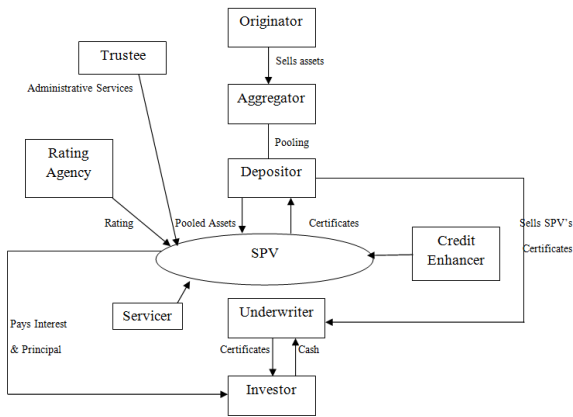 Originator
Trustee
Sells assets
Administrative Services
Aggregator
Pooling
Rating
Agency
Depositor
Rating
Pooled Assets
Certificates
Sells SPV's
Certificates
SPV
Credit
Enhancer
Servicer
Underwriter
Pays Interest
& Principal
Certificates
Cash
Investor